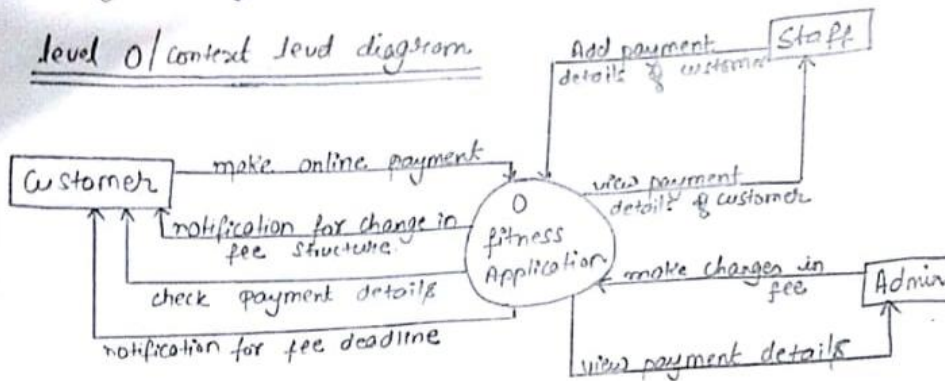 level 0/context level diagram
Add payment
details of customer
Staff
Customer
make online payment
notification for change in
fee structure.
check payment details
notification for fee deadline
0
fitness
Application
view payment
details of customer
make changes in
fee
Admin
view payment details